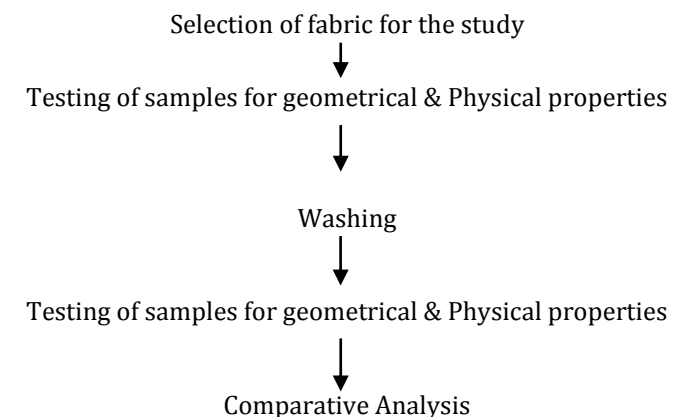 Selection of fabric for the study
Testing of samples for geometrical & Physical properties
Washing
Testing of samples for geometrical & Physical properties
Comparative Analysis